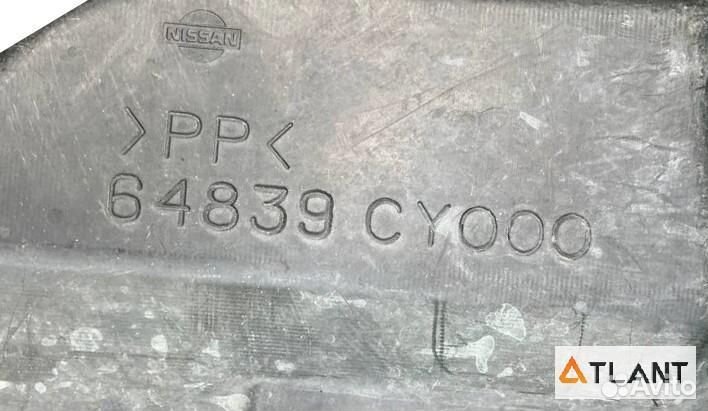 NISSAN
>PP<
64839 CY000
ATLANT
Avito